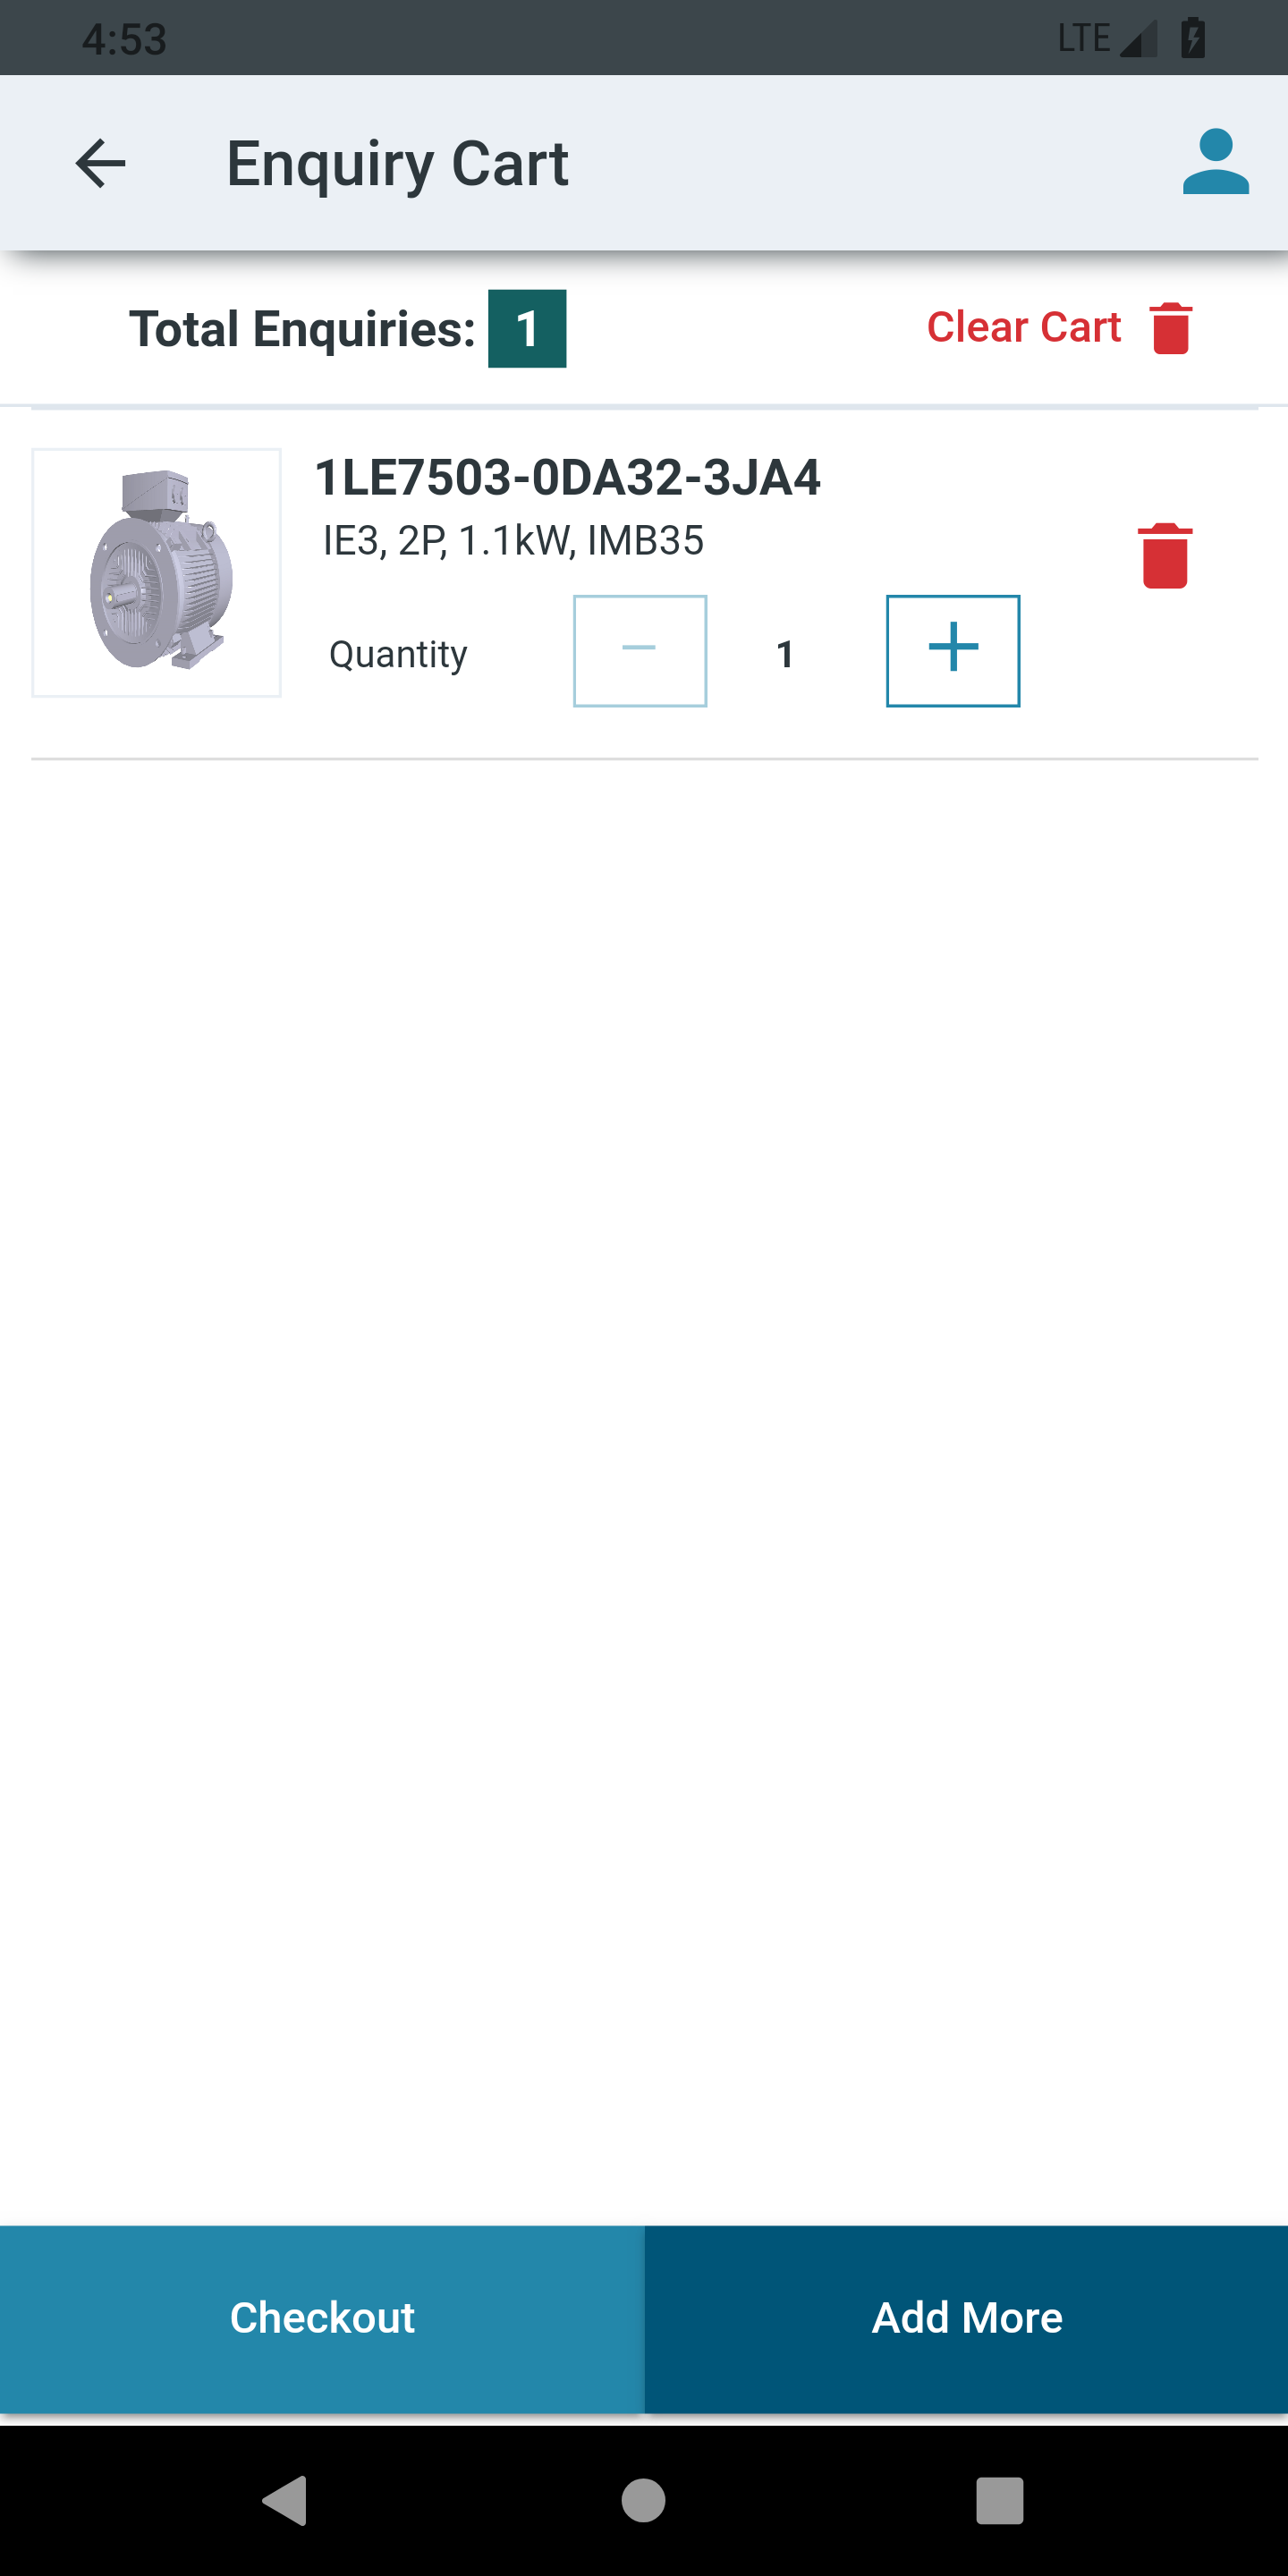 4:53 LTE
Enquiry Cart
Total Enquiries: 1 Clear Cart
1LE7503-0DA32-3JA4
IE3, 2P, 1.1kW, IMB35
Quantity 1
Checkout Add More